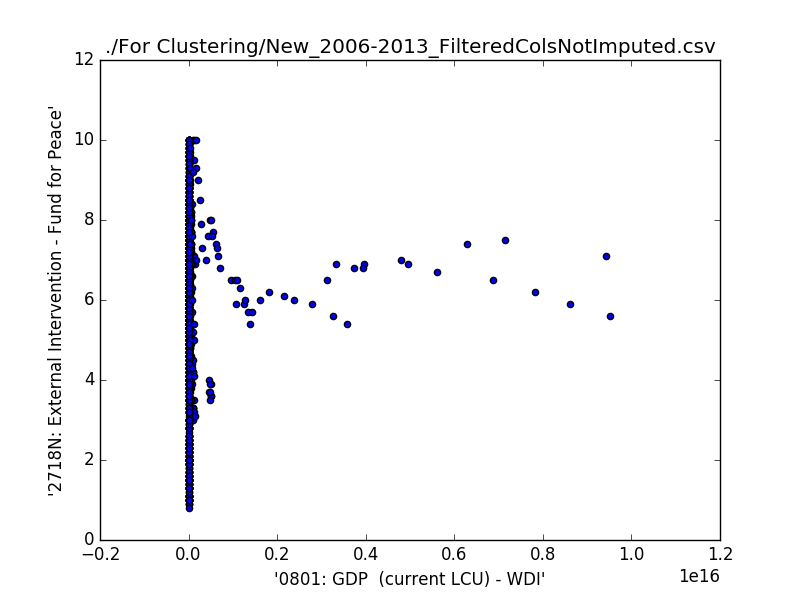 ./For Clustering/New_2006-2013_FilteredColsNotImputed.csv
12
10
8
6
4
2
0
'2718N: External Intervention - Fund for Peace'
−0.2 0.0 0.2 0.4 0.6 0.8 1.0 1.2
1e16
'0801: GDP  (current LCU) - WDI'